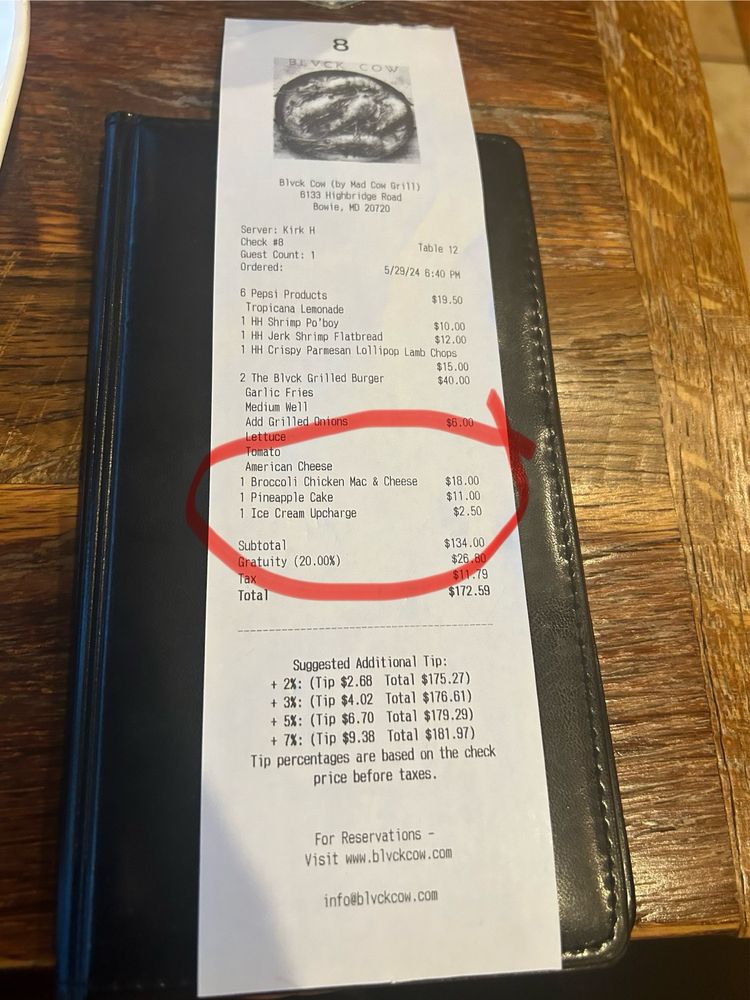 8
BLVCK COW
Blvck Cow (by Mad Cow Grill)
6133 Highbridge Road
Bowie, MD 20720
Server: Kirk H
Check #8 Table 12
Guest Count: 1
Ordered: 5/29/24 6:40 PM
6 Pepsi Products $19.50
Tropicana Lemonade
1 HH Shrimp Po'boy $10.00
1 HH Jerk Shrimp Flatbread $12.00
1 HH Crispy Parmesan Lollipop Lamb Chops
$15.00
2 The Blvck Grilled Burger $40.00
Garlic Fries
Medium Well
Add Grilled Onions $6.00
Lettuce
Tomato
American Cheese
1 Broccoli Chicken Mac & Cheese $18.00
1 Pineapple Cake $11.00
1 Ice Cream Upcharge $2.50
Subtotal $134.00
Gratuity (20.00%) $26.80
Tax $11.79
Total $172.59
Suggested Additional Tip:
+ 2%: (Tip $2.68 Total $175.27)
+ 3%: (Tip $4.02 Total $176.61)
+ 5%: (Tip $6.70 Total $179.29)
+ 7%: (Tip $9.38 Total $181.97)
Tip percentages are based on the check
price before taxes.
For Reservations -
Visit www.blvckcow.com
info@blvckcow.com